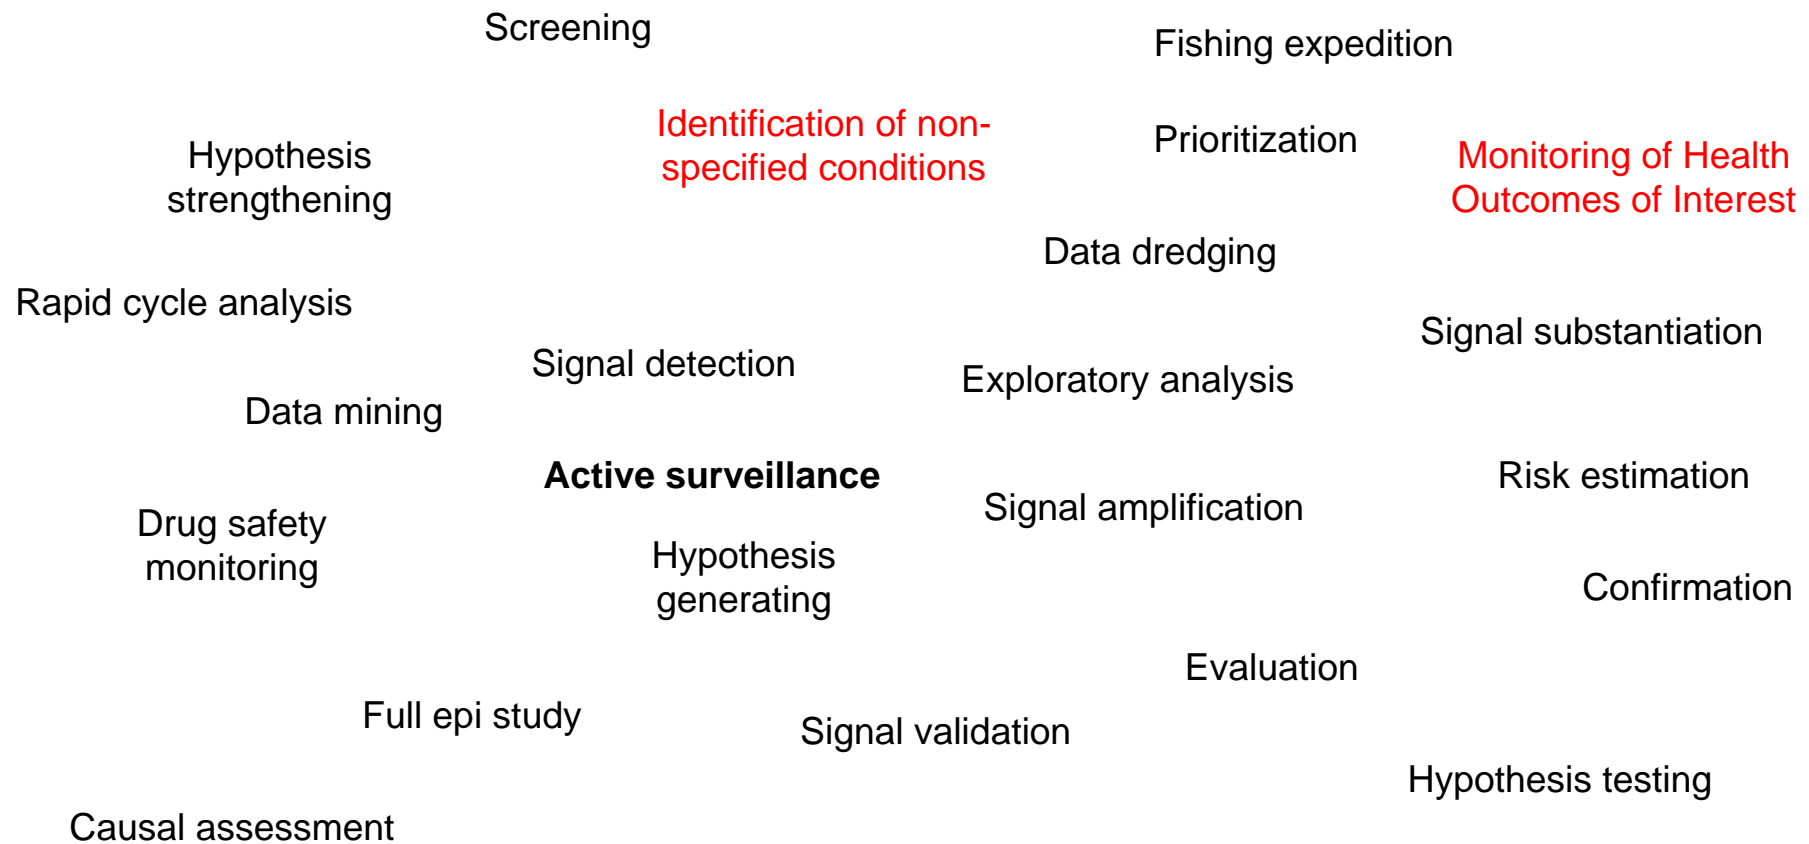 Screening
Fishing expedition
Identification of non-
specified conditions
Prioritization
Hypothesis
strengthening
Monitoring of Health
Outcomes of Interest
Data dredging
Rapid cycle analysis
Signal substantiation
Signal detection
Exploratory analysis
Data mining
Active surveillance
Risk estimation
Signal amplification
Drug safety
monitoring
Hypothesis
generating
Confirmation
Evaluation
Full epi study
Signal validation
Hypothesis testing
Causal assessment